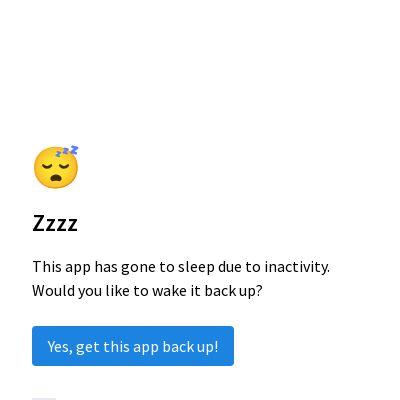 Zzzz
This app has gone to sleep due to inactivity.
Would you like to wake it back up?
Yes, get this app back up!